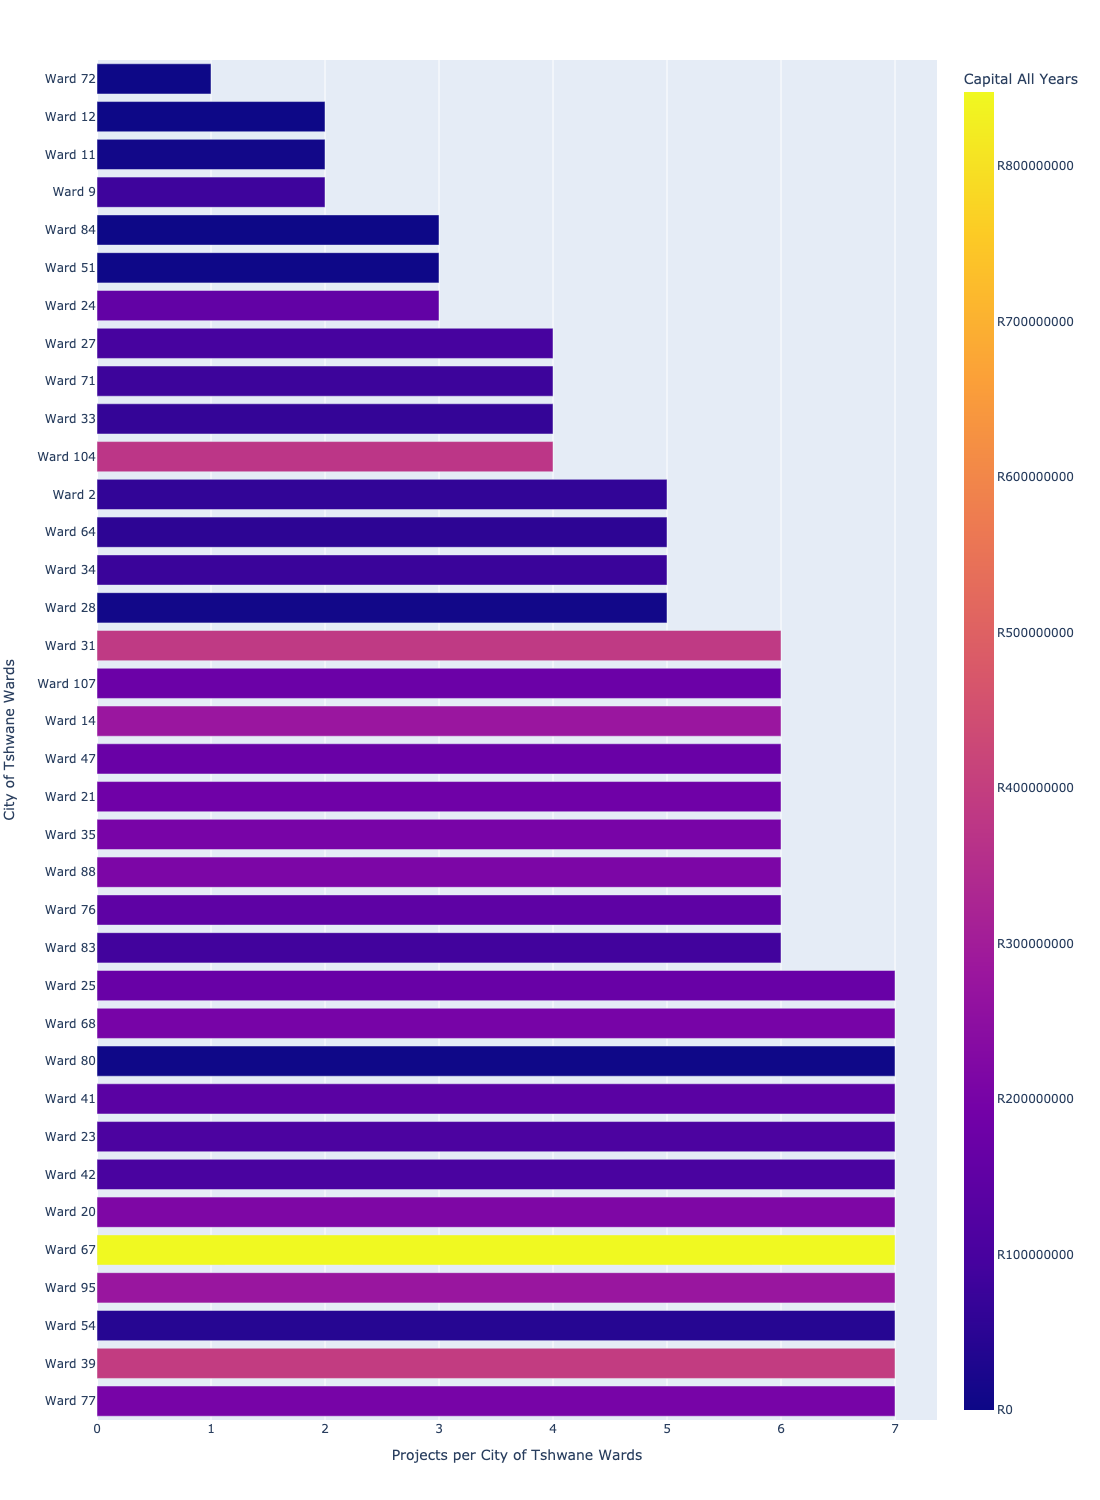 Capital All Years
Ward 72
Ward 12
Ward 11
Ward 9
Ward 84
Ward 51
Ward 24
Ward 27
Ward 71
Ward 33
Ward 104
Ward 2
Ward 64
Ward 34
Ward 28
Ward 31
Ward 107
Ward 14
Ward 47
Ward 21
Ward 35
Ward 88
Ward 76
Ward 83
Ward 25
Ward 68
Ward 80
Ward 41
Ward 23
Ward 42
Ward 20
Ward 67
Ward 95
Ward 54
Ward 39
Ward 77
City of Tshwane Wards
0 1 2 3 4 5 6 7
Projects per City of Tshwane Wards
R800000000
R700000000
R600000000
R500000000
R400000000
R300000000
R200000000
R100000000
R0